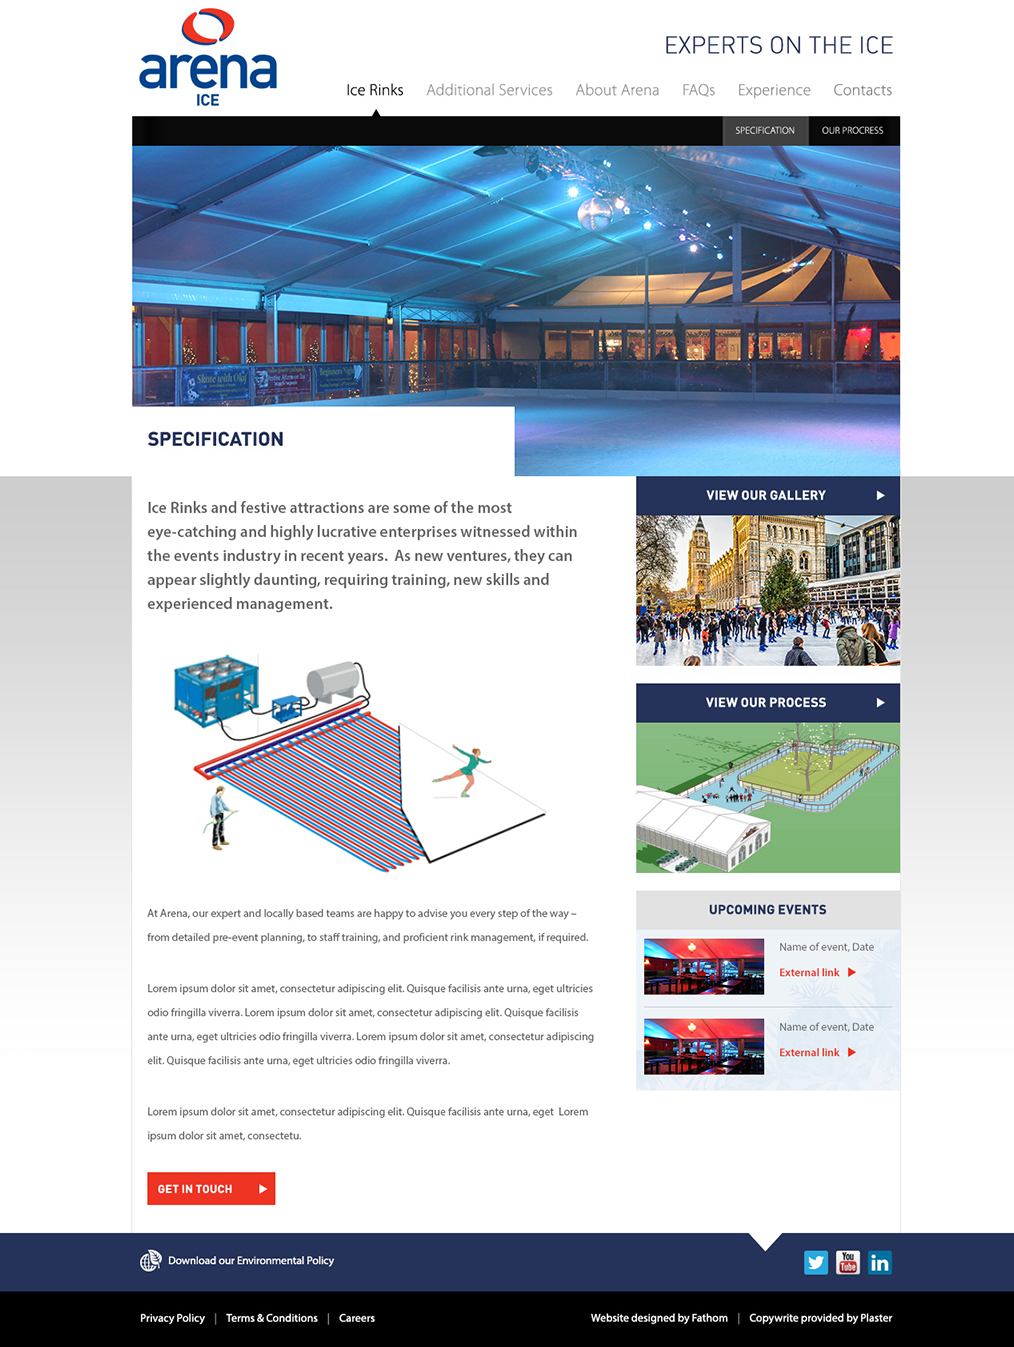 arena
ICE
EXPERTS ON THE ICE
Ice Rinks
Additional Services
About Arena
FAQs
Experience
Contacts
SPECIFICATION
OUR PROCRESS
Skate with Olaf
SPECIFICATION
Ice Rinks and festive attractions are some of the most
eye-catching and highly lucrative enterprises witnessed within
the events industry in recent years. As new ventures, they can
appear slightly daunting, requiring training, new skills and
experienced management.
At Arena, our expert and locally based teams are happy to advise you every step of the way –
from detailed pre-event planning, to staff training, and proficient rink management, if required.
Lorem ipsum dolor sit amet, consectetur adipiscing elit. Quisque facilisis ante urna, eget ultricies
odio fringilla viverra. Lorem ipsum dolor sit amet, consectetur adipiscing elit. Quisque facilisis
ante urna, eget ultricies odio fringilla viverra. Lorem ipsum dolor sit amet, consectetur adipiscing
elit. Quisque facilisis ante urna, eget ultricies odio fringilla viverra.
Lorem ipsum dolor sit amet, consectetur adipiscing elit. Quisque facilisis ante urna, eget Lorem
ipsum dolor sit amet, consectetu.
GET IN TOUCH
VIEW OUR GALLERY
VIEW OUR PROCESS
UPCOMING EVENTS
Name of event, Date
External link
Name of event, Date
External link
Download our Environmental Policy
You
Tube
in
Privacy Policy | Terms & Conditions | Careers
Website designed by Fathom | Copywrite provided by Plaster